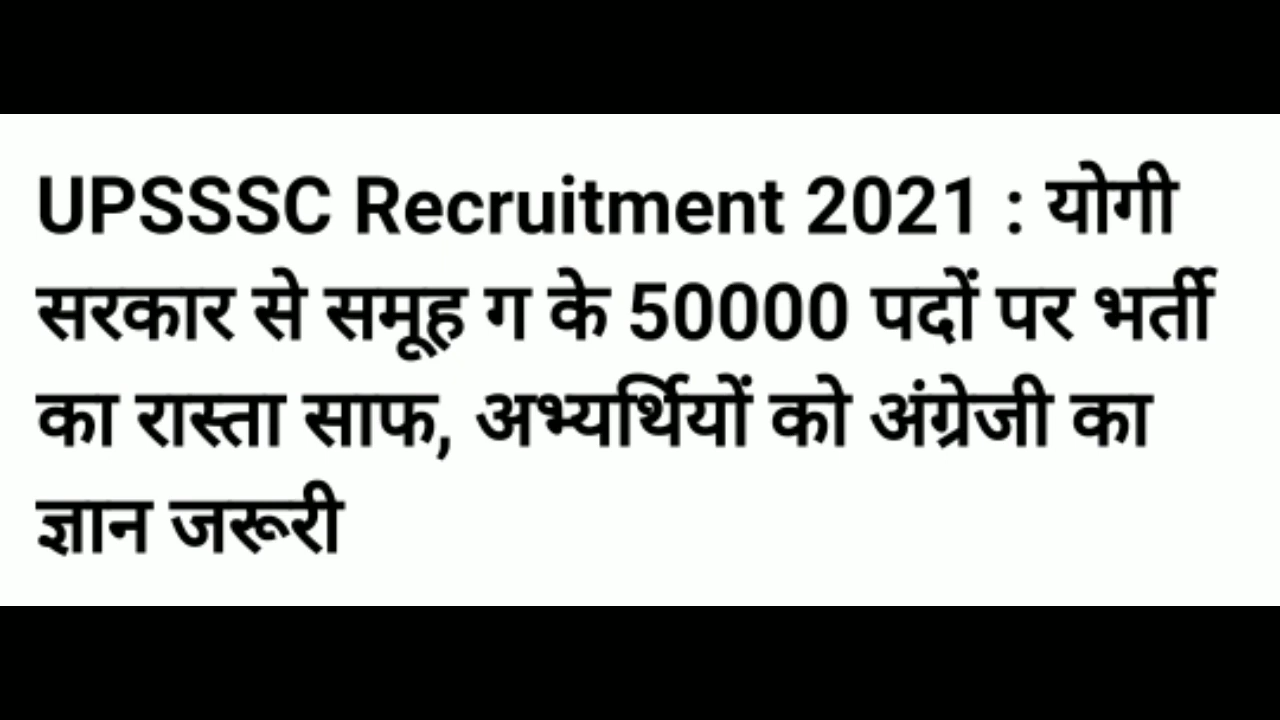 UPSSSC Recruitment 2021 : योगी
सरकार से समूह ग के 50000 पदों पर भर्ती
का रास्ता साफ, अभ्यर्थियों को अंग्रेजी का
ज्ञान जरूरी